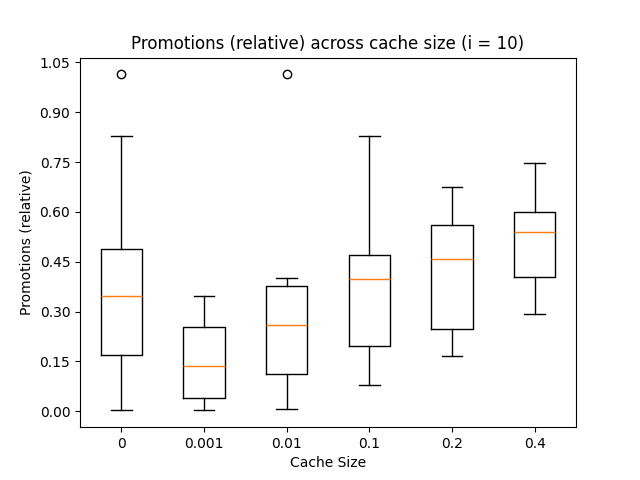 Promotions (relative) across cache size (i = 10)
1.05
0.90
0.75
0.60
0.45
0.30
0.15
0.00
Promotions (relative)
0 0.001 0.01 0.1 0.2 0.4
Cache Size